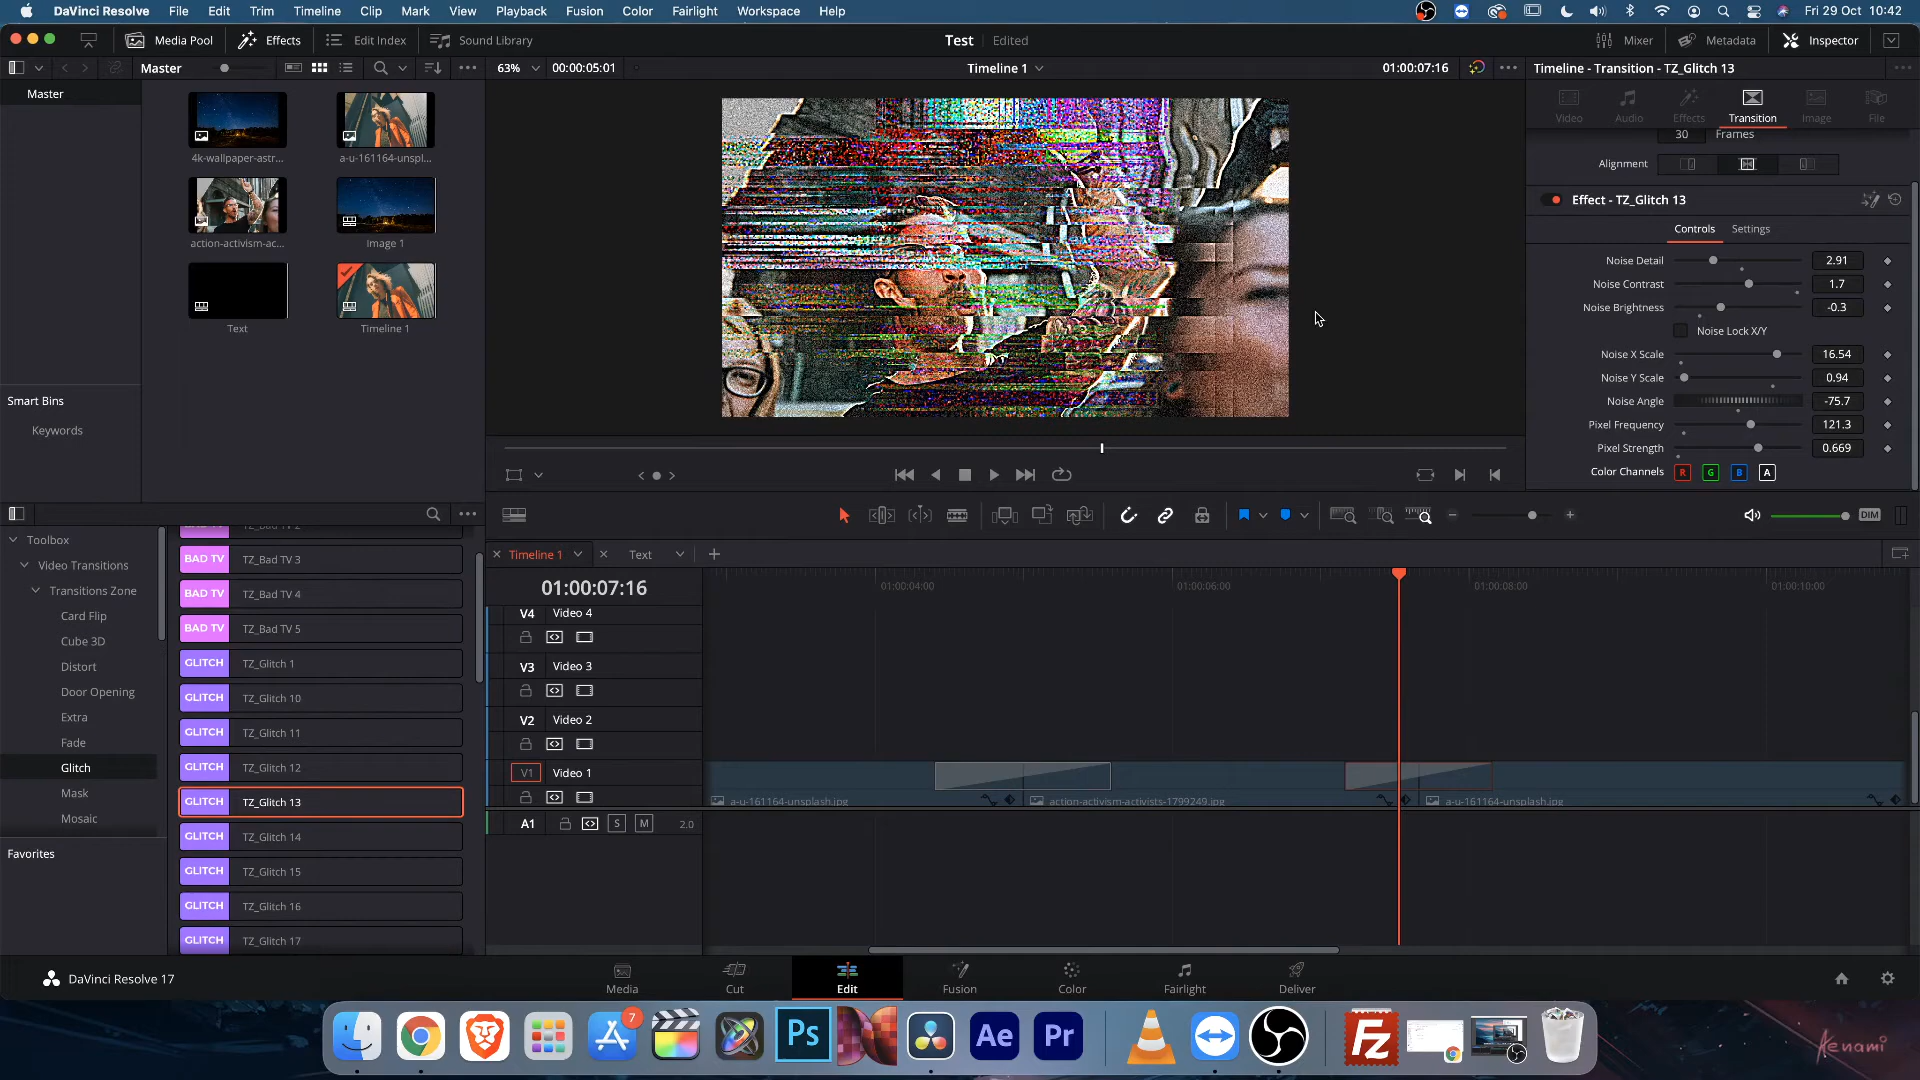 DaVinci Resolve File Edit Trim Timeline Clip Mark View Playback Fusion Color Fairlight Workspace Help Fri 29 Oct 10:42
Media Pool Effects Edit Index Sound Library Test Edited Mixer Metadata Inspector
Master 63% 00:00:05:01 Timeline 1 01:00:07:16 Timeline - Transition - TZ_Glitch 13
Master
Video Audio Effects Transition Image File
30 Frames
4k-wallpaper-astr... a-u-161164-unspl...
Alignment
Effect - TZ_Glitch 13
Controls Settings
action-activism-ac... Image 1
Noise Detail 2.91
Noise Contrast 1.7
Noise Brightness -0.3
Text Timeline 1
Noise Lock X/Y
Noise X Scale 16.54
Noise Y Scale 0.94
Smart Bins
Noise Angle -75.7
Keywords
Pixel Frequency 121.3
Pixel Strength 0.669
Color Channels R G B A
DIM
Toolbox
Video Transitions
Transitions Zone
Card Flip
Cube 3D
Distort
Door Opening
Extra
Fade
Glitch
Mask
Mosaic
Favorites
BAD TV TZ_Bad TV 3
BAD TV TZ_Bad TV 4
BAD TV TZ_Bad TV 5
GLITCH TZ_Glitch 1
GLITCH TZ_Glitch 10
GLITCH TZ_Glitch 11
GLITCH TZ_Glitch 12
GLITCH TZ_Glitch 13
GLITCH TZ_Glitch 14
GLITCH TZ_Glitch 15
GLITCH TZ_Glitch 16
GLITCH TZ_Glitch 17
Timeline 1 Text
01:00:07:16 01:00:04:00 01:00:06:00 01:00:08:00 01:00:10:00
V4 Video 4
V3 Video 3
V2 Video 2
V1 Video 1
a-u-161164-unsplash.jpg action-activism-activists-1799249.jpg a-u-161164-unsplash.jpg
A1 S M 2.0
DaVinci Resolve 17
Media Cut Edit Fusion Color Fairlight Deliver
7
Ps Ae Pr Fz
Aenami